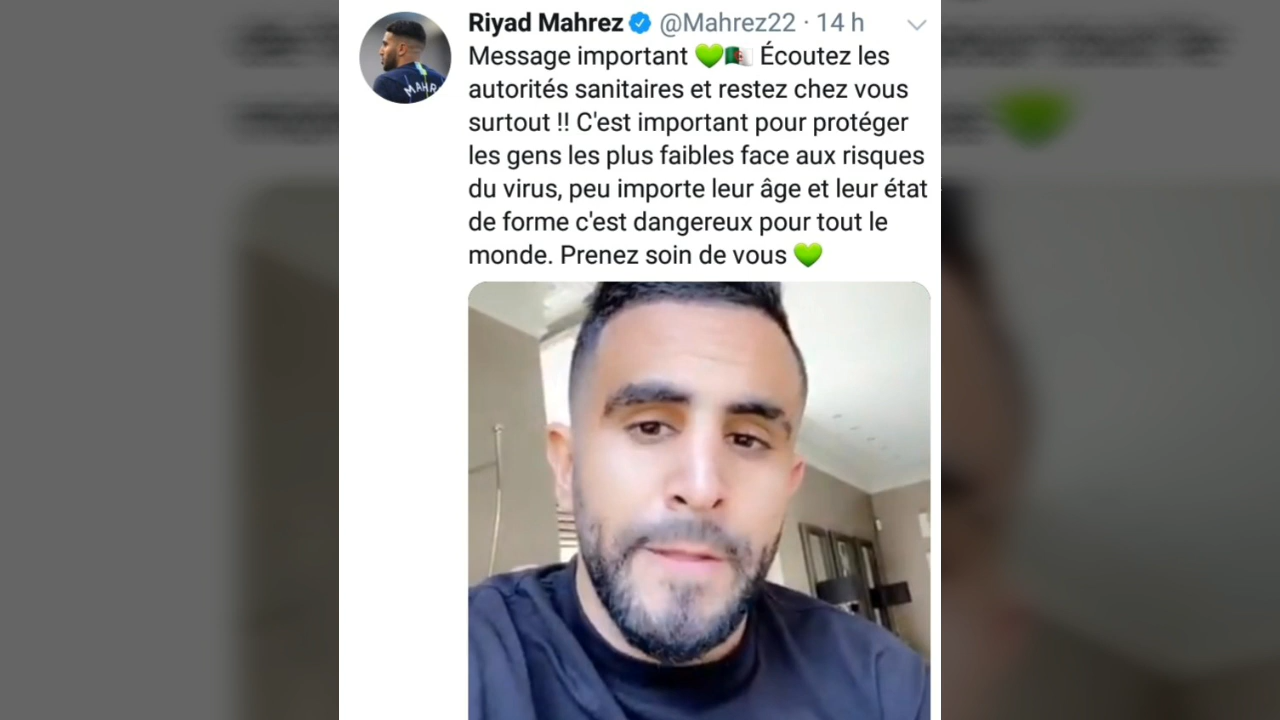 Riyad Mahrez @Mahrez22 · 14 h
Message important 💚🇩🇿 Écoutez les
autorités sanitaires et restez chez vous
surtout !! C'est important pour protéger
les gens les plus faibles face aux risques
du virus, peu importe leur âge et leur état
de forme c'est dangereux pour tout le
monde. Prenez soin de vous 💚